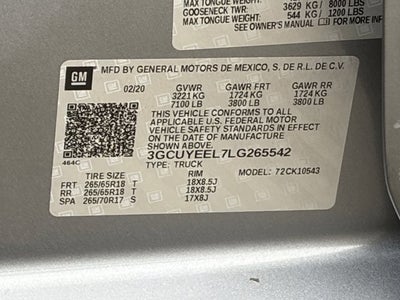 MAX TONGUE WEIGHT: 3629 KG / 8000 LBS
GOOSENECK TWR:
MAX TONGUE WEIGHT: 544 KG / 1200 LBS
SEE OWNER'S MANUAL FOR MORE
GM
MFD BY GENERAL MOTORS DE MEXICO, S. DE R.L. DE C.V.
02/20 GVWR GAWR FRT GAWR RR
3221 KG 1724 KG 1724 KG
7100 LB 3800 LB 3800 LB
THIS VEHICLE CONFORMS TO ALL
APPLICABLE U.S. FEDERAL MOTOR
VEHICLE SAFETY STANDARDS IN EFFECT
ON THE DATE OF MANUFACTURE
SHOWN ABOVE.
464C
3GCUYEEL7LG265542
TYPE: TRUCK
TIRE SIZE RIM MODEL: 72CK10543
FRT 265/65R18 T 18X8.5J
RR 265/65R18 T 18X8.5J
SPA 265/70R17 S 17X8J